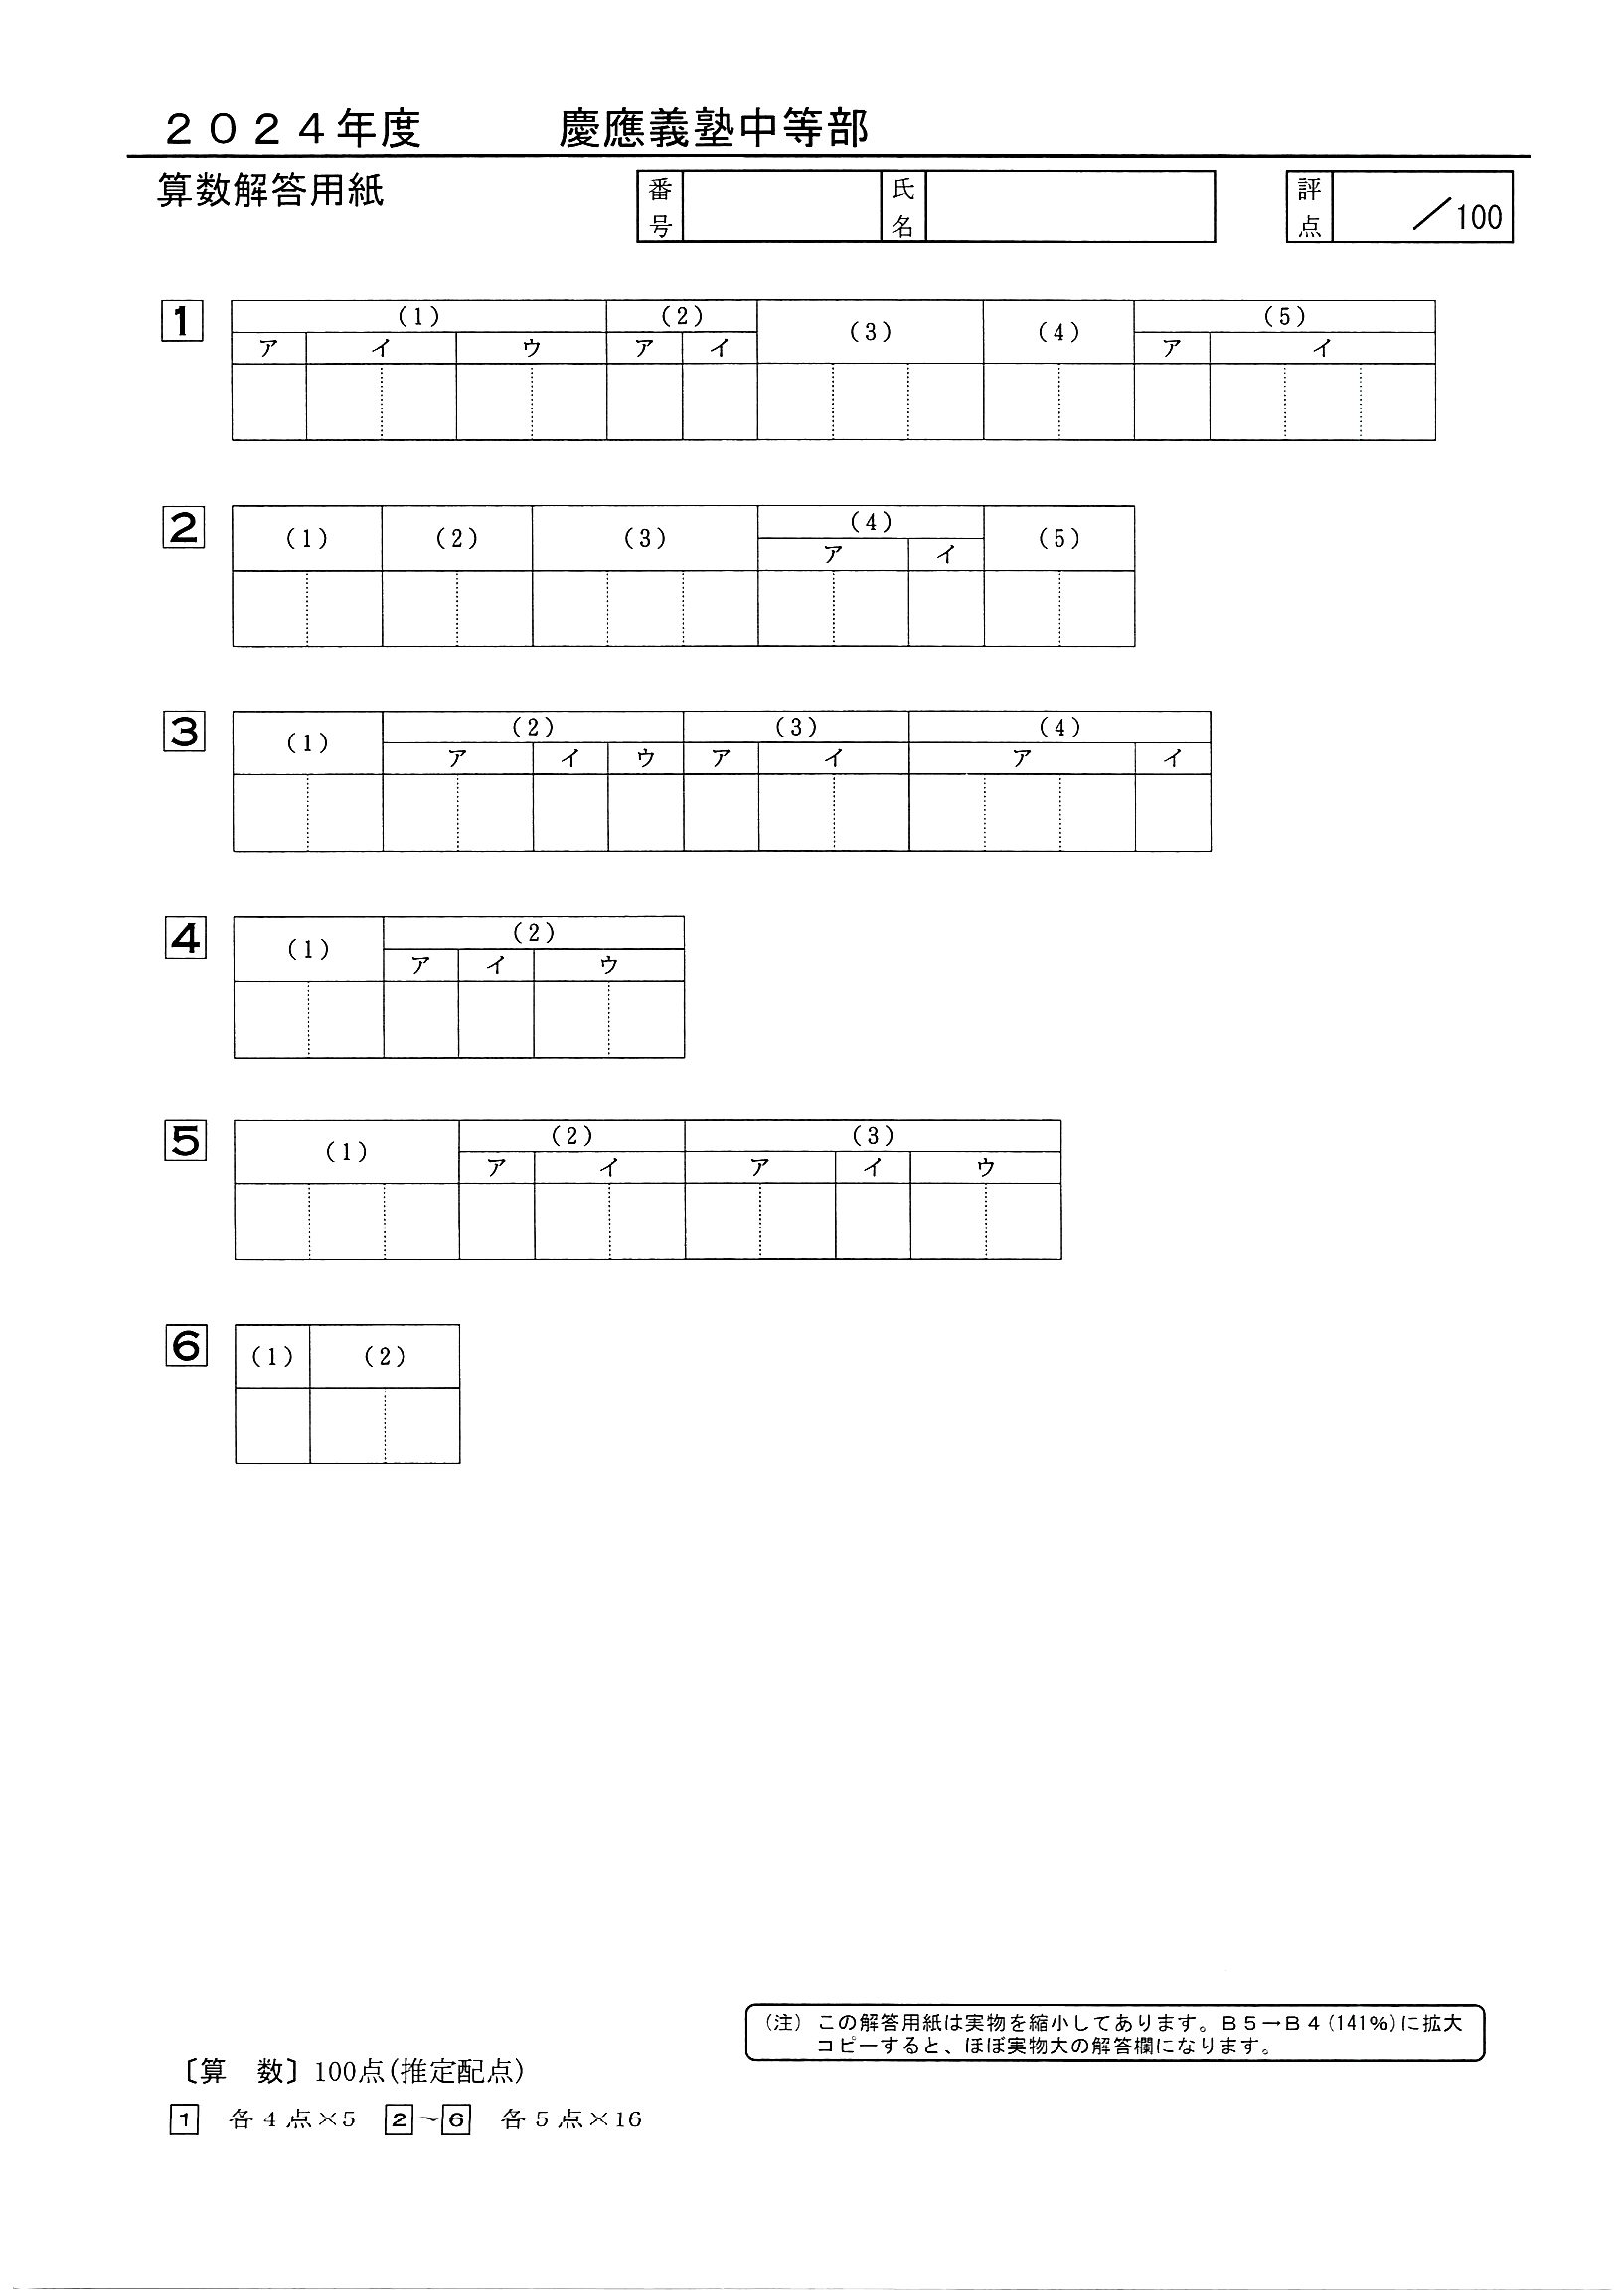 ２０２４年度　慶應義塾中等部
算数解答用紙　番号　氏名　評点　／100
1　(1)　(2)　(3)　(4)　(5)
ア　イ　ウ　ア　イ　ア　イ
2　(1)　(2)　(3)　(4)　(5)
ア　イ
3　(1)　(2)　(3)　(4)
ア　イ　ウ　ア　イ　ア　イ
4　(1)　(2)
ア　イ　ウ
5　(1)　(2)　(3)
ア　イ　ア　イ　ウ
6　(1)　(2)
（注）この解答用紙は実物を縮小してあります。Ｂ５→Ｂ４(141％)に拡大
コピーすると、ほぼ実物大の解答欄になります。
〔算　数〕100点(推定配点)
1　各４点×5　2～6　各５点×16